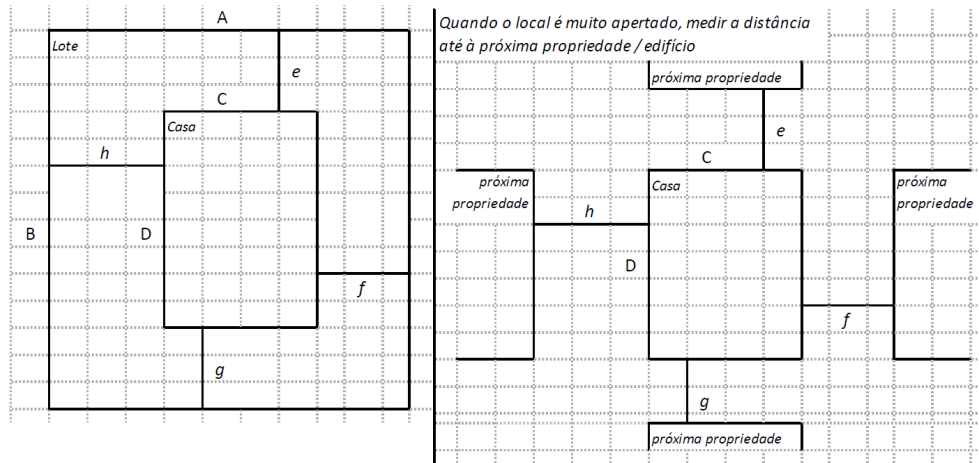 A
Lote
e
C
Casa
h
B
D
f
g
Quando o local é muito apertado, medir a distância
até à próxima propriedade / edifício
próxima propriedade
e
C
próxima
propriedade
Casa
próxima
propriedade
h
D
f
g
próxima propriedade